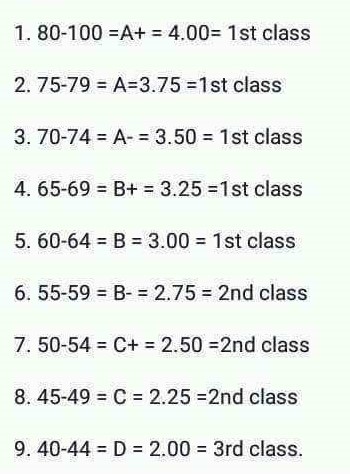 1. 80-100 =A+ = 4.00= 1st class
2. 75-79 = A=3.75 =1st class
3. 70-74 = A- = 3.50 = 1st class
4. 65-69 = B+ = 3.25 =1st class
5. 60-64 = B = 3.00 = 1st class
6. 55-59 = B- = 2.75 = 2nd class
7. 50-54 = C+ = 2.50 =2nd class
8. 45-49 = C = 2.25 =2nd class
9. 40-44 = D = 2.00 = 3rd class.